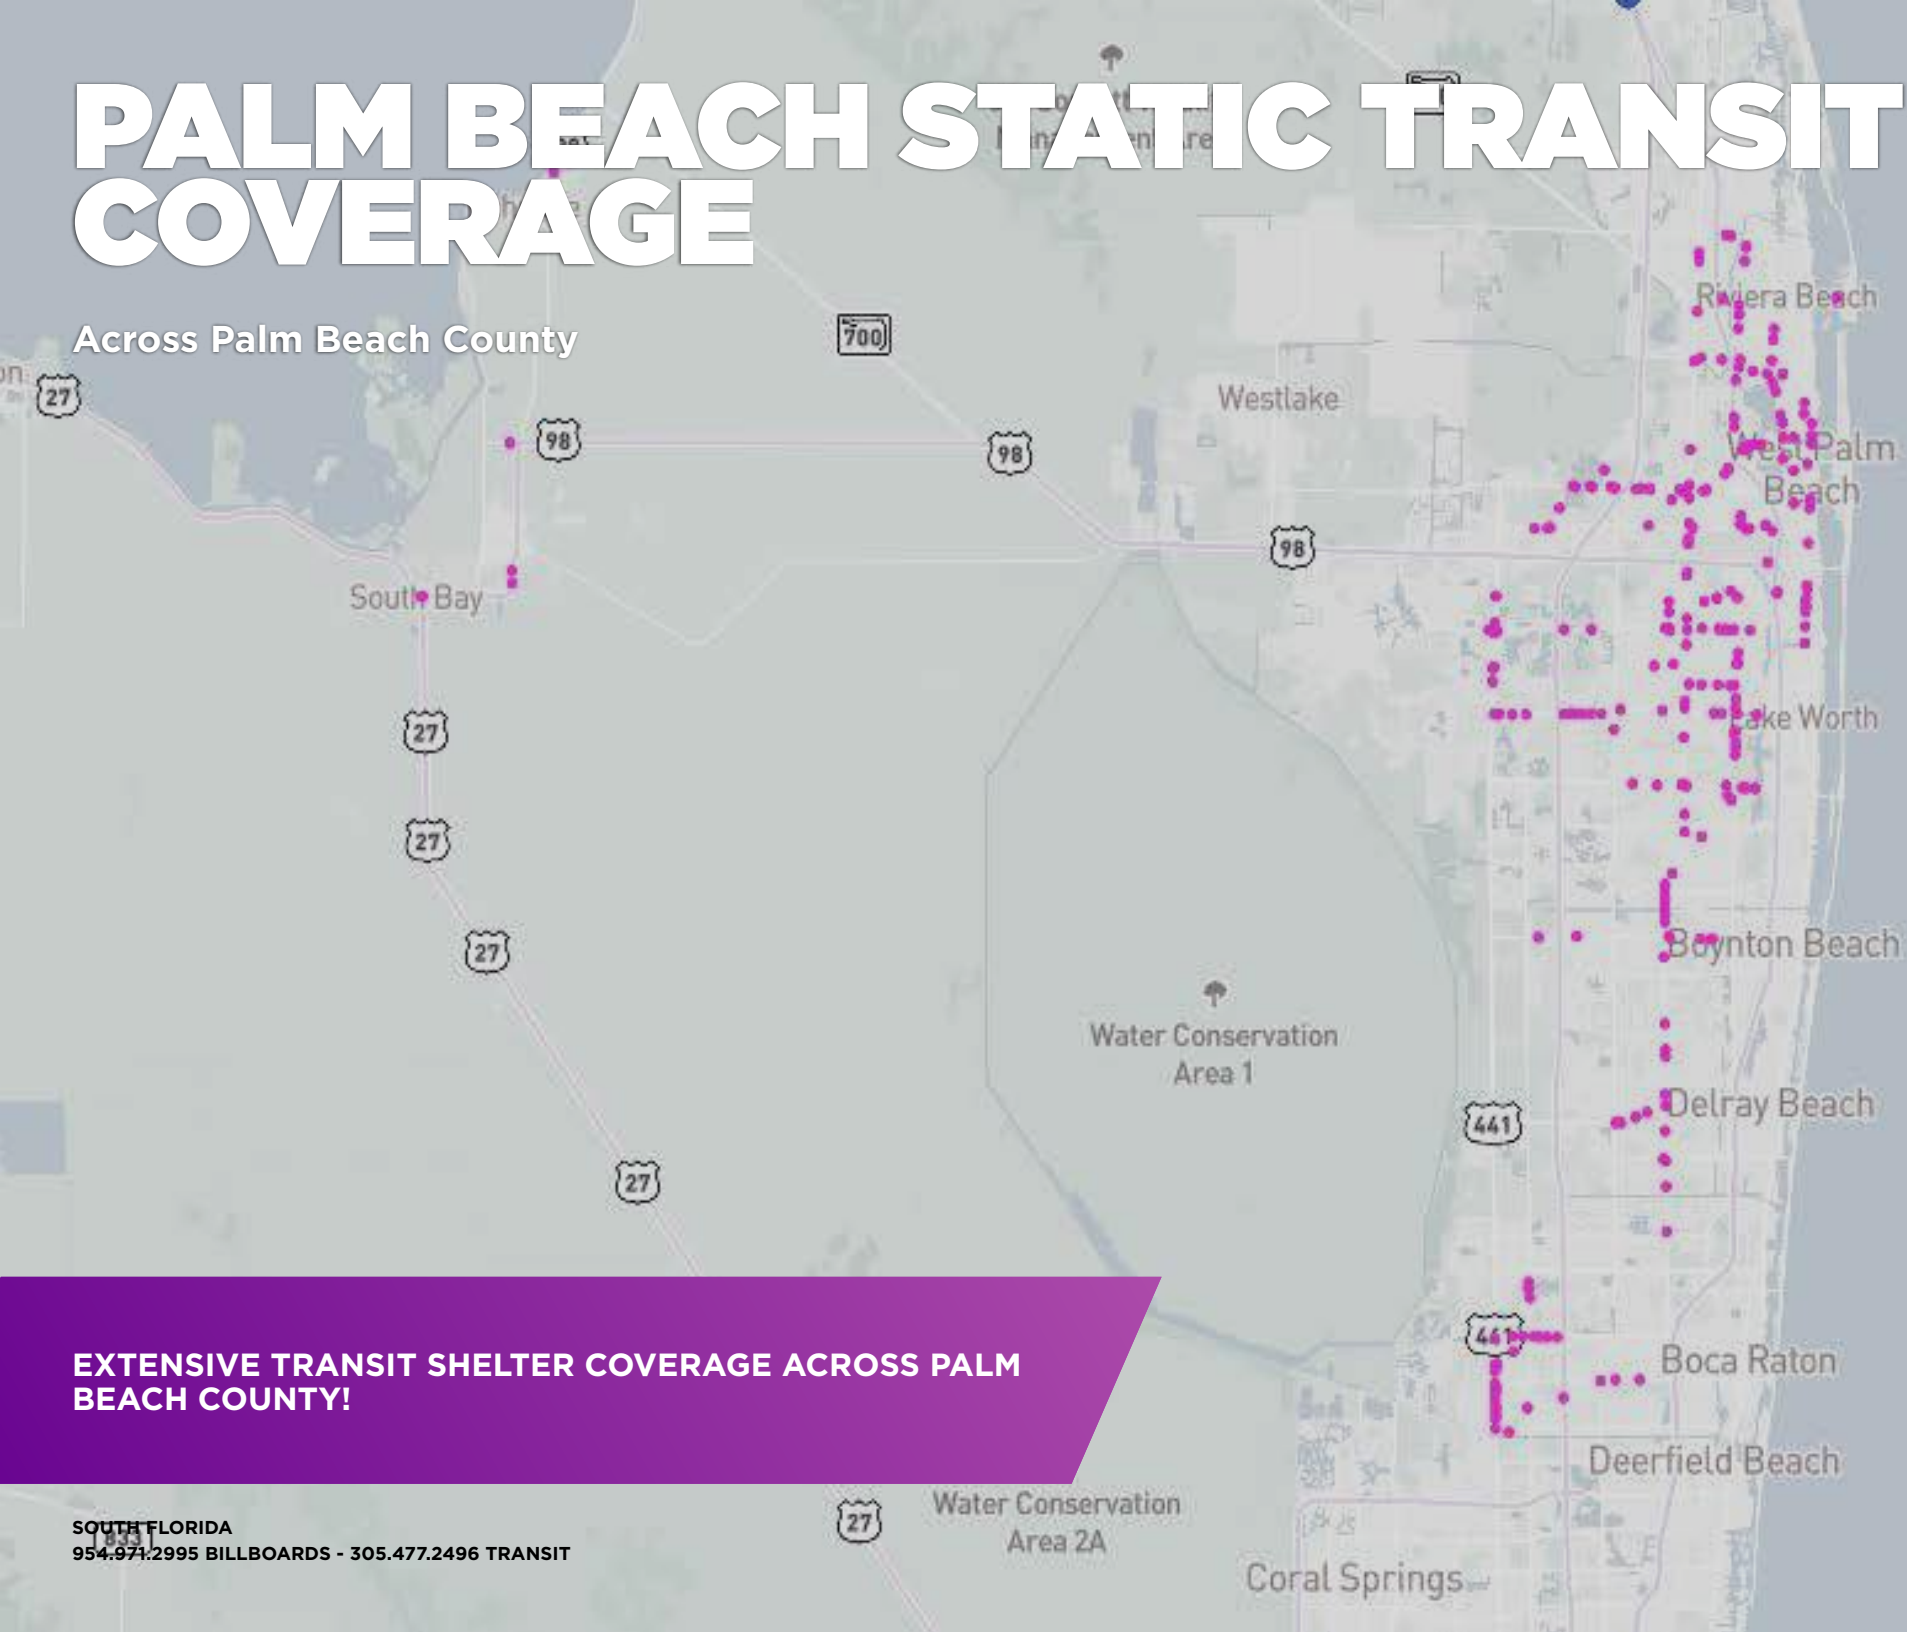 PALM BEACH STATIC TRANSIT
COVERAGE
Across Palm Beach County
Riviera Beach
700
27
Westlake
98
98
West Palm
Beach
98
South Bay
27
Lake Worth
27
27
Boynton Beach
Water Conservation
Area 1
441
Delray Beach
27
441
Boca Raton
EXTENSIVE TRANSIT SHELTER COVERAGE ACROSS PALM
BEACH COUNTY!
Deerfield Beach
27
Water Conservation
Area 2A
SOUTH FLORIDA
833
954.971.2995 BILLBOARDS - 305.477.2496 TRANSIT
Coral Springs